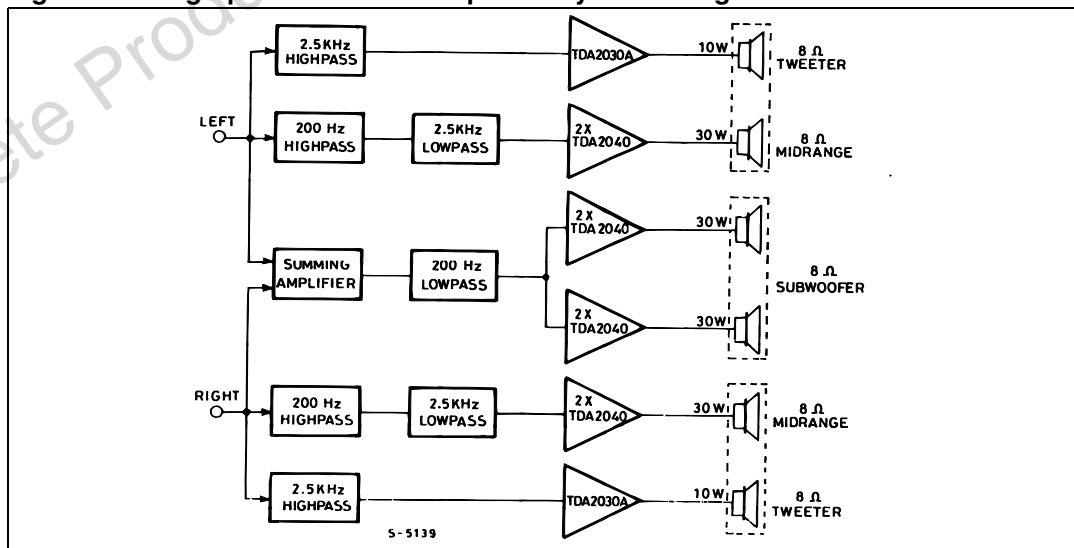 2.5KHz
HIGHPASS
TDA2030A
10W
8 Ω
TWEETER
LEFT
200 Hz
HIGHPASS
2.5KHz
LOWPASS
2X
TDA2040
30W
8 Ω
MIDRANGE
SUMMING
AMPLIFIER
200 Hz
LOWPASS
2X
TDA2040
30W
2X
TDA2040
30W
8 Ω
SUBWOOFER
RIGHT
200 Hz
HIGHPASS
2.5KHz
LOWPASS
2X
TDA2040
30W
8 Ω
MIDRANGE
2.5KHz
HIGHPASS
TDA2030A
10W
8 Ω
TWEETER
S-5139